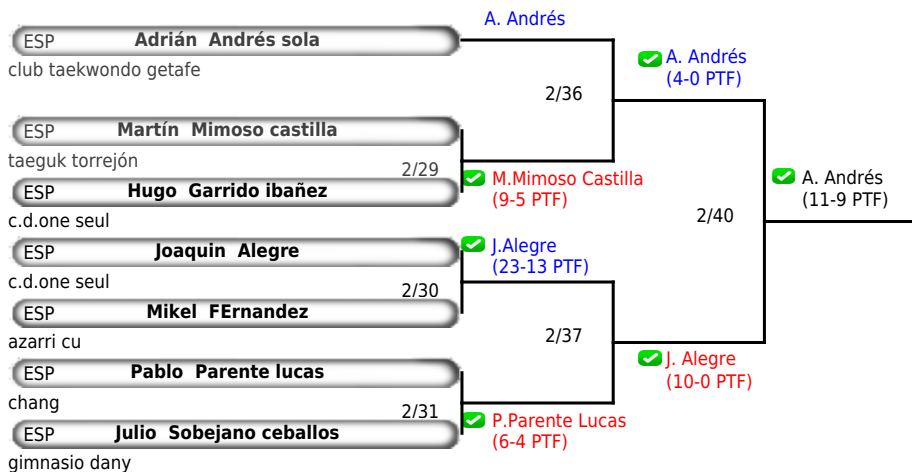 A. Andrés
ESP Adrián Andrés sola
club taekwondo getafe
A. Andrés
(4-0 PTF)
2/36
ESP Martín Mimoso castilla
taeguk torrejón
2/29
M.Mimoso Castilla
(9-5 PTF)
ESP Hugo Garrido ibañez
c.d.one seul
A. Andrés
(11-9 PTF)
2/40
ESP Joaquin Alegre
c.d.one seul
J.Alegre
(23-13 PTF)
2/30
ESP Mikel FErnandez
azarri cu
2/37
J. Alegre
(10-0 PTF)
ESP Pablo Parente lucas
chang
2/31
P.Parente Lucas
(6-4 PTF)
ESP Julio Sobejano ceballos
gimnasio dany